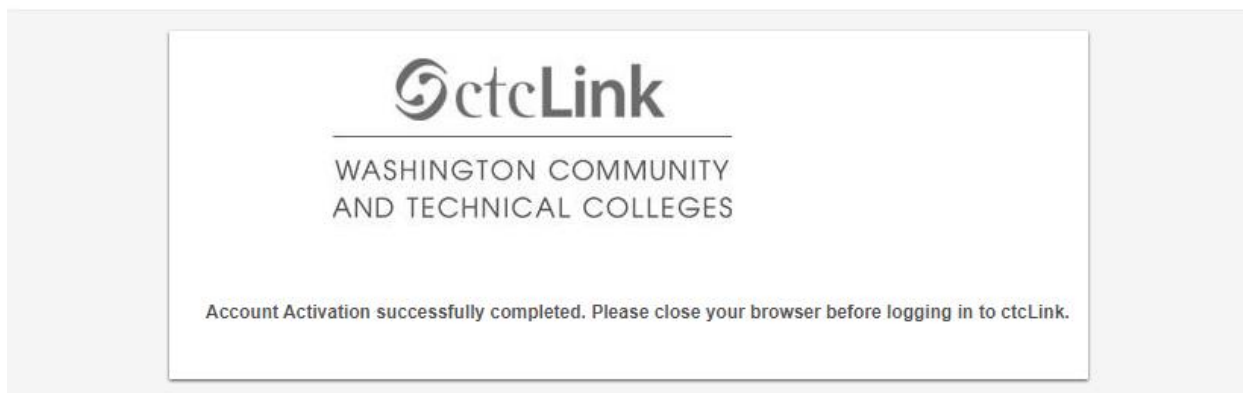 ctcLink
WASHINGTON COMMUNITY
AND TECHNICAL COLLEGES
Account Activation successfully completed. Please close your browser before logging in to ctcLink.